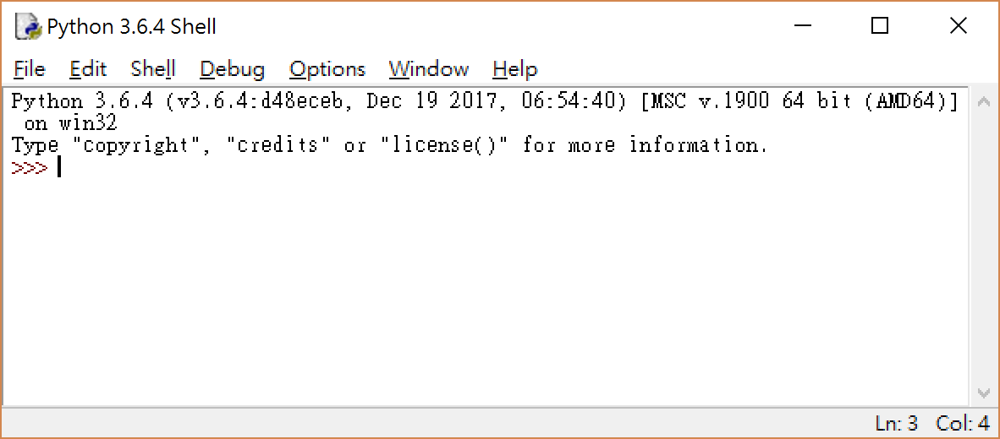 Python 3.6.4 Shell
File Edit Shell Debug Options Window Help
Python 3.6.4 (v3.6.4:d48eceb, Dec 19 2017, 06:54:40) [MSC v.1900 64 bit (AMD64)]
 on win32
Type "copyright", "credits" or "license()" for more information.
>>>
Ln: 3 Col: 4